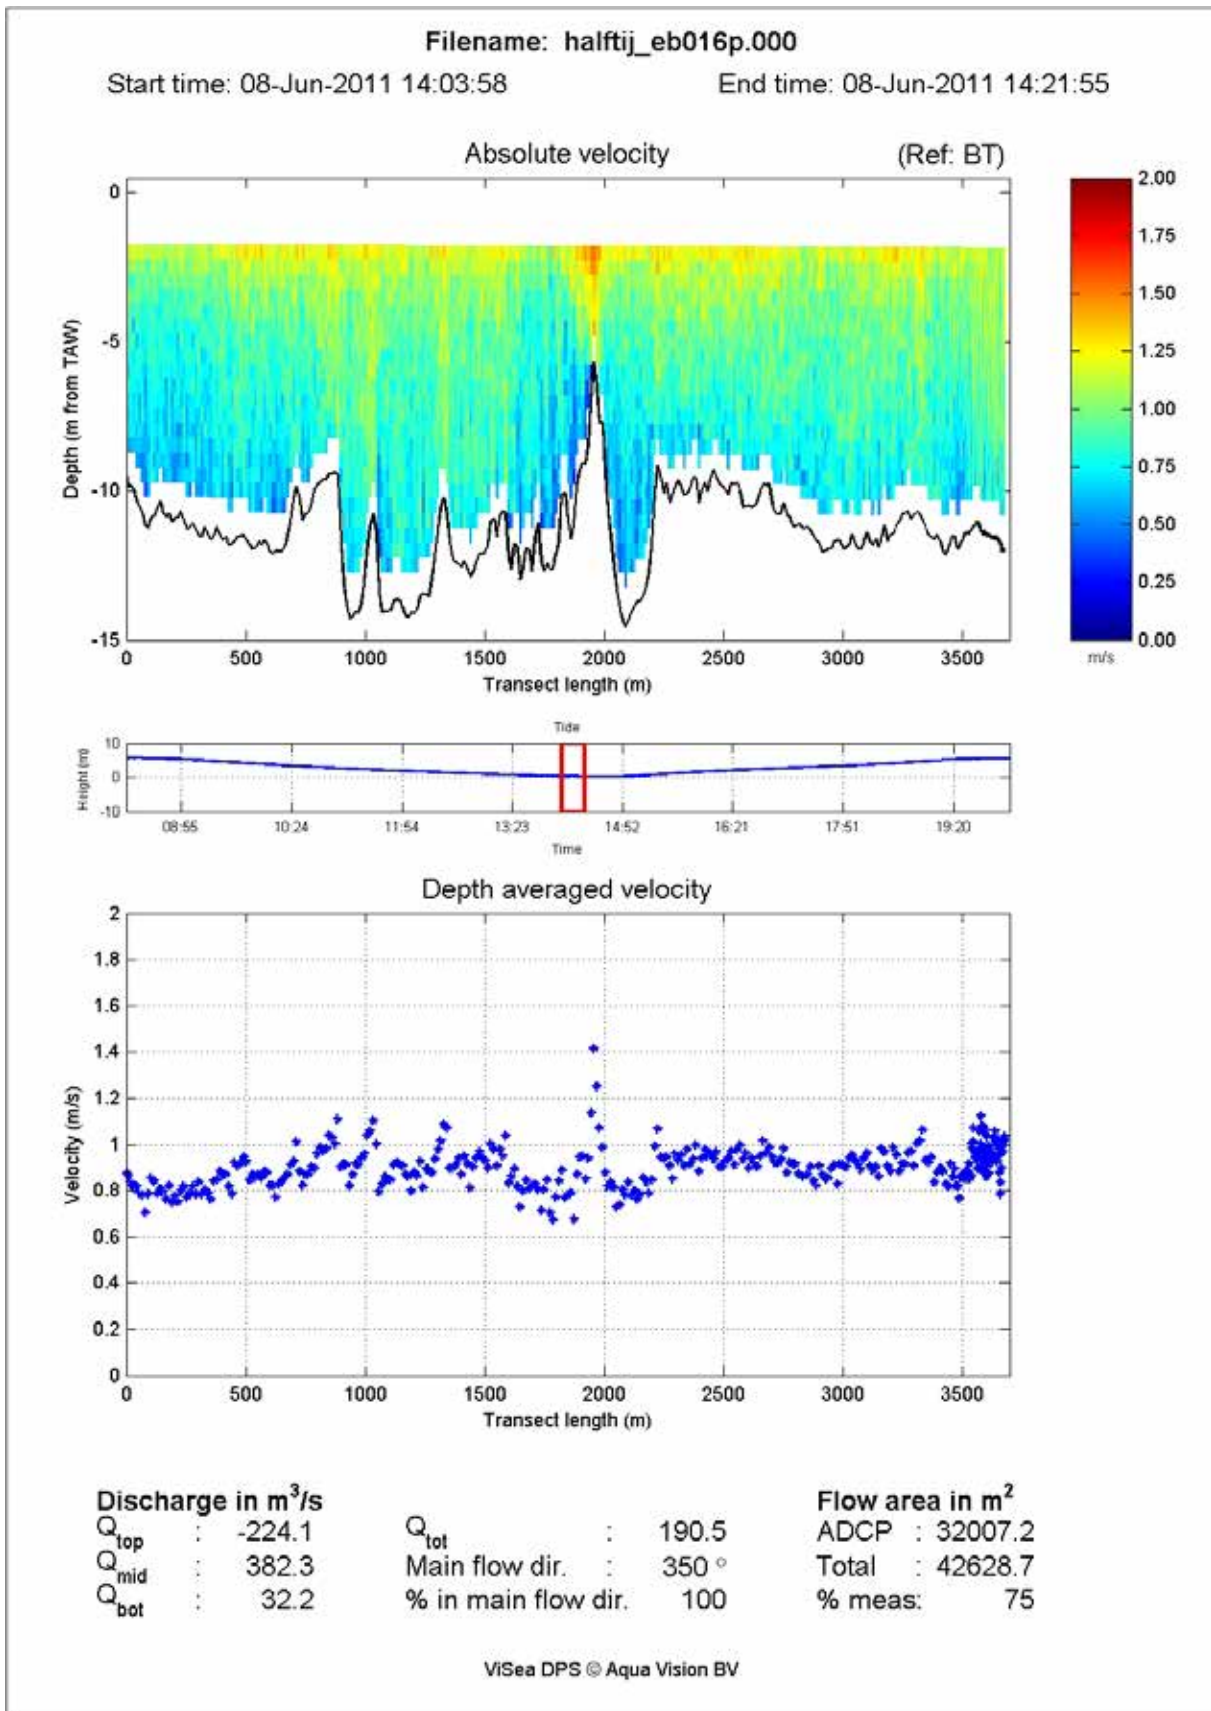 Filename: halftij_eb016p.000
Start time: 08-Jun-2011 14:03:58 End time: 08-Jun-2011 14:21:55
Absolute velocity (Ref: BT)
0
-5
-10
-15
Depth (m from TAW)
0 500 1000 1500 2000 2500 3000 3500
Transect length (m)
2.00
1.75
1.50
1.25
1.00
0.75
0.50
0.25
0.00
m/s
Tide
10
0
-10
Height (m)
08:55 10:24 11:54 13:23 14:52 16:21 17:51 19:20
Time
Depth averaged velocity
2
1.8
1.6
1.4
1.2
1
0.8
0.6
0.4
0.2
0
Velocity (m/s)
0 500 1000 1500 2000 2500 3000 3500
Transect length (m)
Discharge in m³/s Flow area in m²
Qtop : -224.1 Qtot : 190.5 ADCP : 32007.2
Qmid : 382.3 Main flow dir. : 350 ° Total : 42628.7
Qbot : 32.2 % in main flow dir. 100 % meas: 75
ViSea DPS © Aqua Vision BV